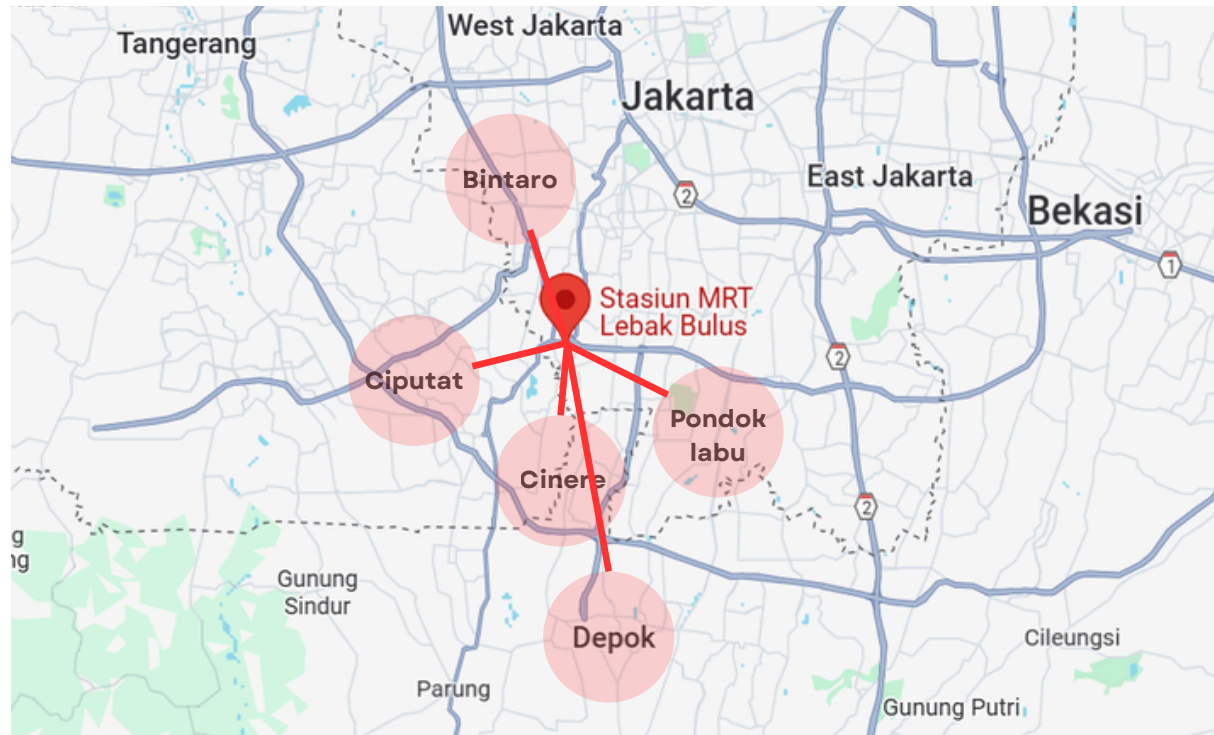 West Jakarta
Tangerang
Jakarta
Bintaro
East Jakarta
2
Bekasi
1
Stasiun MRT
Lebak Bulus
2
Ciputat
Pondok
labu
Cinere
2
g
ng
Gunung
Sindur
Depok
Cileungsi
Parung
Gunung Putri